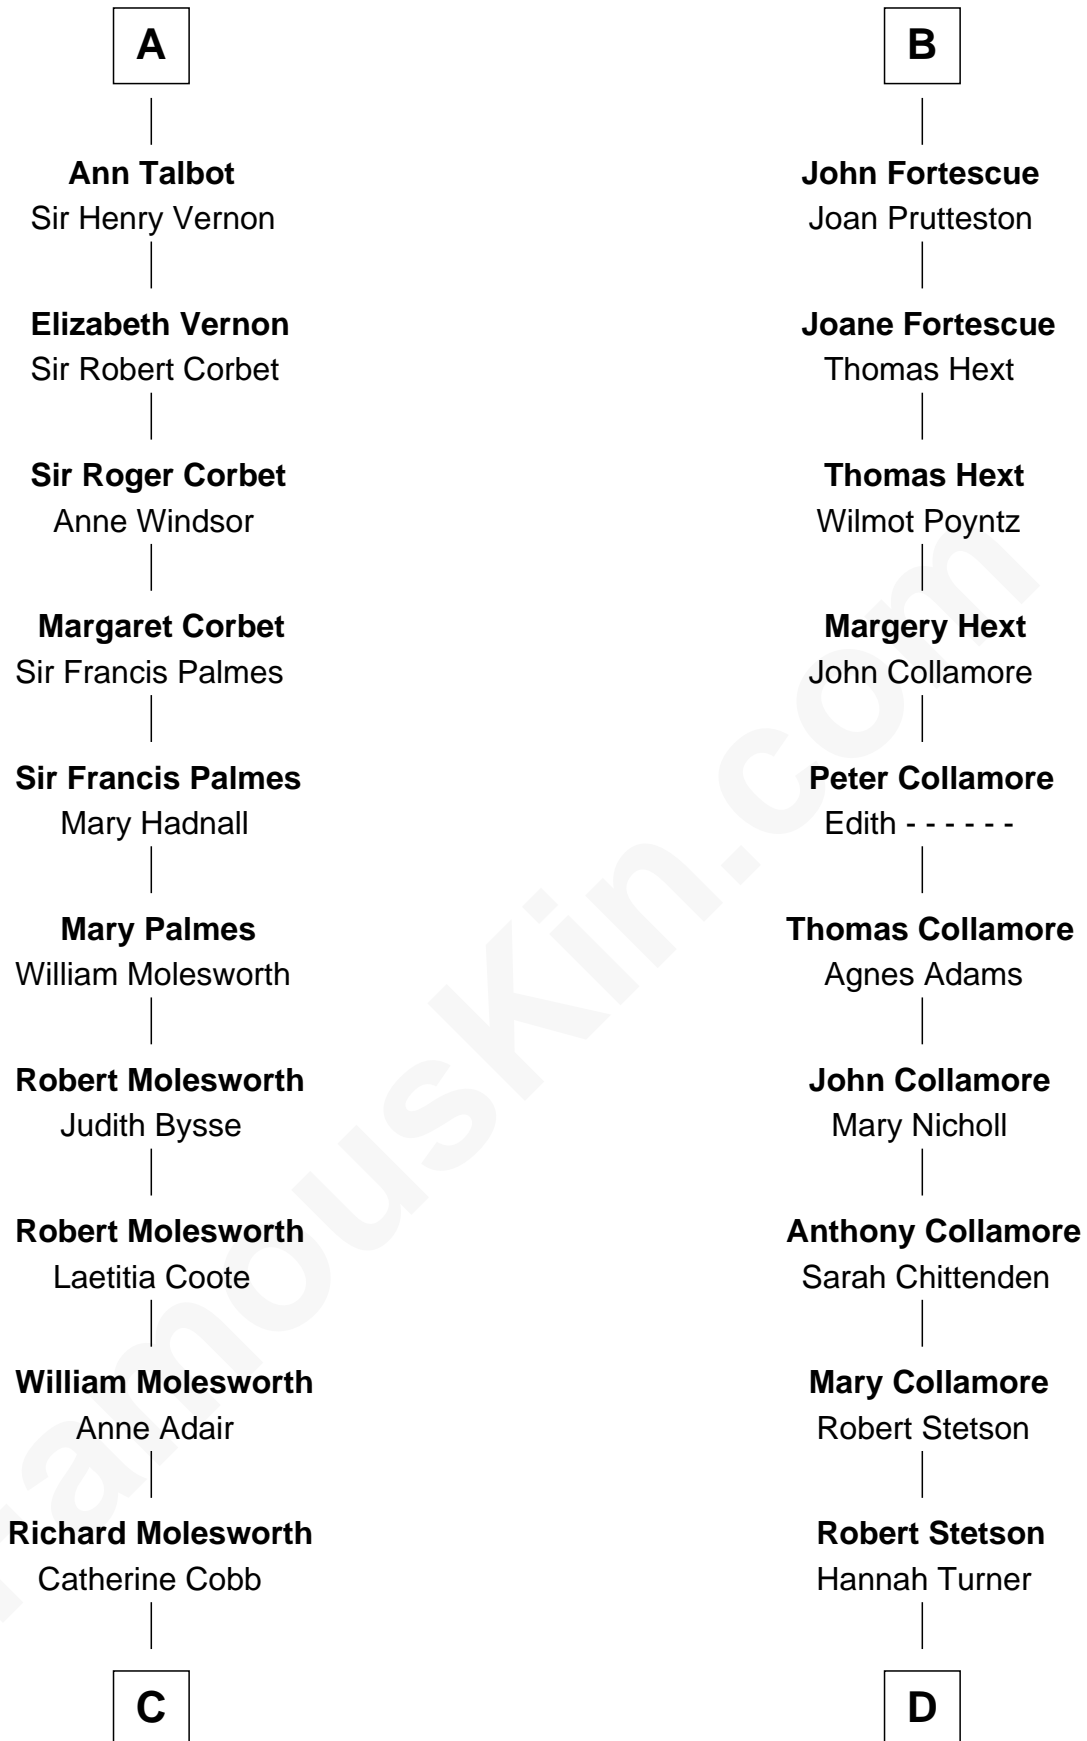 A
Ann Talbot
Sir Henry Vernon
Elizabeth Vernon
Sir Robert Corbet
Sir Roger Corbet
Anne Windsor
Margaret Corbet
Sir Francis Palmes
Sir Francis Palmes
Mary Hadnall
Mary Palmes
William Molesworth
Robert Molesworth
Judith Bysse
Robert Molesworth
Laetitia Coote
William Molesworth
Anne Adair
Richard Molesworth
Catherine Cobb
C
B
John Fortescue
Joan Prutteston
Joane Fortescue
Thomas Hext
Thomas Hext
Wilmot Poyntz
Margery Hext
John Collamore
Peter Collamore
Edith - - - - - -
Thomas Collamore
Agnes Adams
John Collamore
Mary Nicholl
Anthony Collamore
Sarah Chittenden
Mary Collamore
Robert Stetson
Robert Stetson
Hannah Turner
D
FamousKin.com